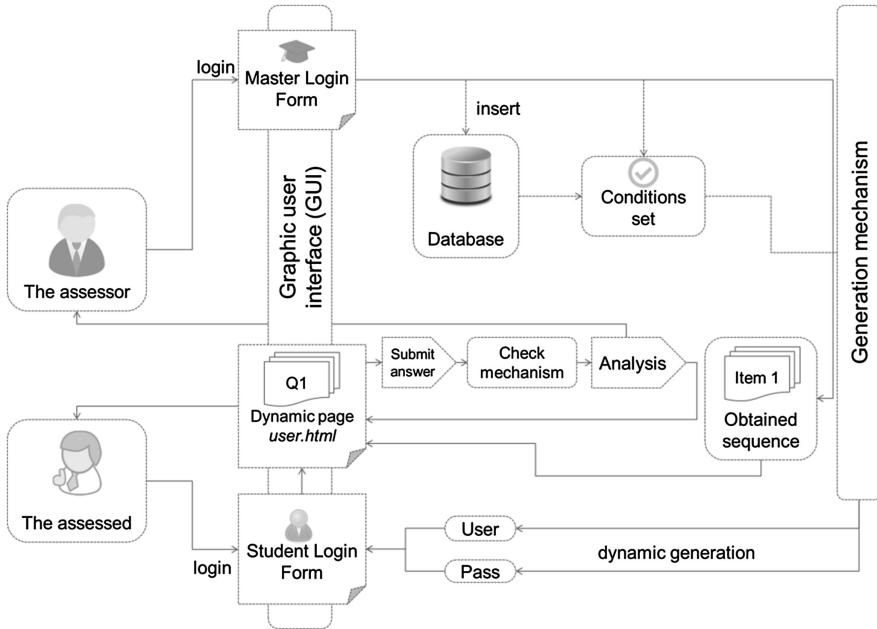 login
Master Login
Form
insert
Database
Conditions
set
Graphic user
interface (GUI)
Generation mechanism
The assessor
Q1
Dynamic page
user.html
Submit
answer
Check
mechanism
Analysis
Item 1
Obtained
sequence
The assessed
login
Student Login
Form
User
Pass
dynamic generation